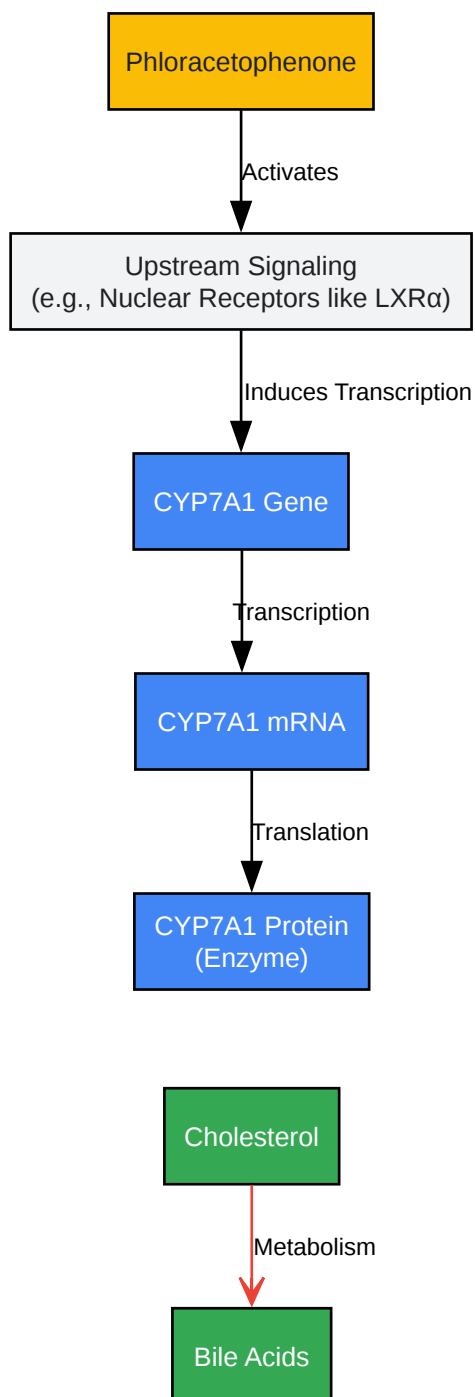 Phloracetophenone
Activates
Upstream Signaling
(e.g., Nuclear Receptors like LXRα)
Induces Transcription
CYP7A1 Gene
Transcription
CYP7A1 mRNA
Translation
CYP7A1 Protein
(Enzyme)
Cholesterol
Metabolism
Bile Acids